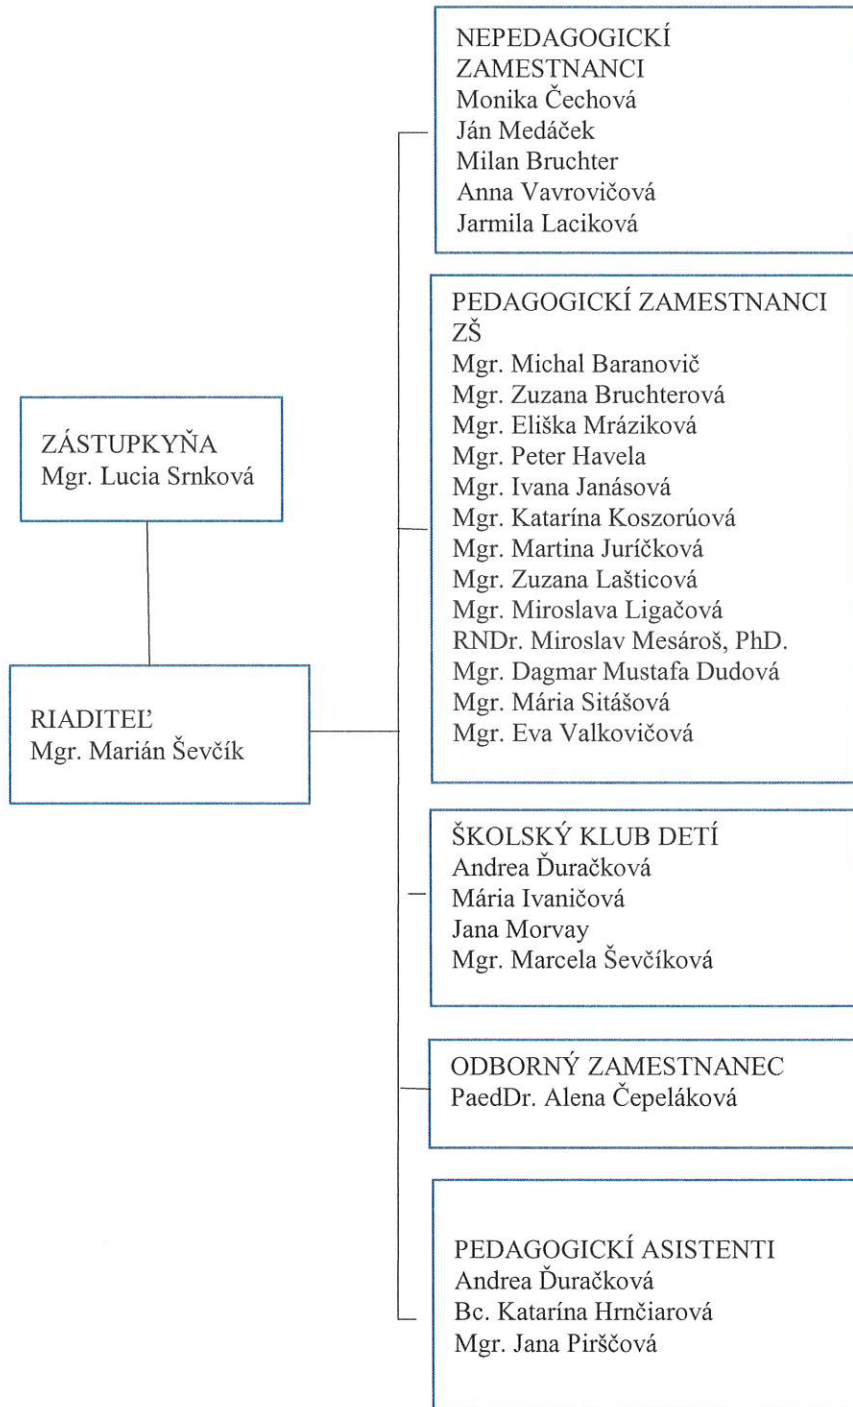 NEPEDAGOGICKÍ
ZAMESTNANCI
Monika Čechová
Ján Medáček
Milan Bruchter
Anna Vavrovičová
Jarmila Laciková
PEDAGOGICKÍ ZAMESTNANCI
ZŠ
Mgr. Michal Baranovič
Mgr. Zuzana Bruchterová
Mgr. Eliška Mráziková
Mgr. Peter Havela
Mgr. Ivana Janásová
Mgr. Katarína Koszorúová
Mgr. Martina Juríčková
Mgr. Zuzana Lašticová
Mgr. Miroslava Ligačová
RNDr. Miroslav Mesároš, PhD.
Mgr. Dagmar Mustafa Dudová
Mgr. Mária Sitášová
Mgr. Eva Valkovičová
ZÁSTUPKYŇA
Mgr. Lucia Srnková
RIADITEĽ
Mgr. Marián Ševčík
ŠKOLSKÝ KLUB DETÍ
Andrea Ďuračková
Mária Ivaničová
Jana Morvay
Mgr. Marcela Ševčíková
ODBORNÝ ZAMESTNANEC
PaedDr. Alena Čepeláková
PEDAGOGICKÍ ASISTENTI
Andrea Ďuračková
Bc. Katarína Hrnčiarová
Mgr. Jana Pirščová